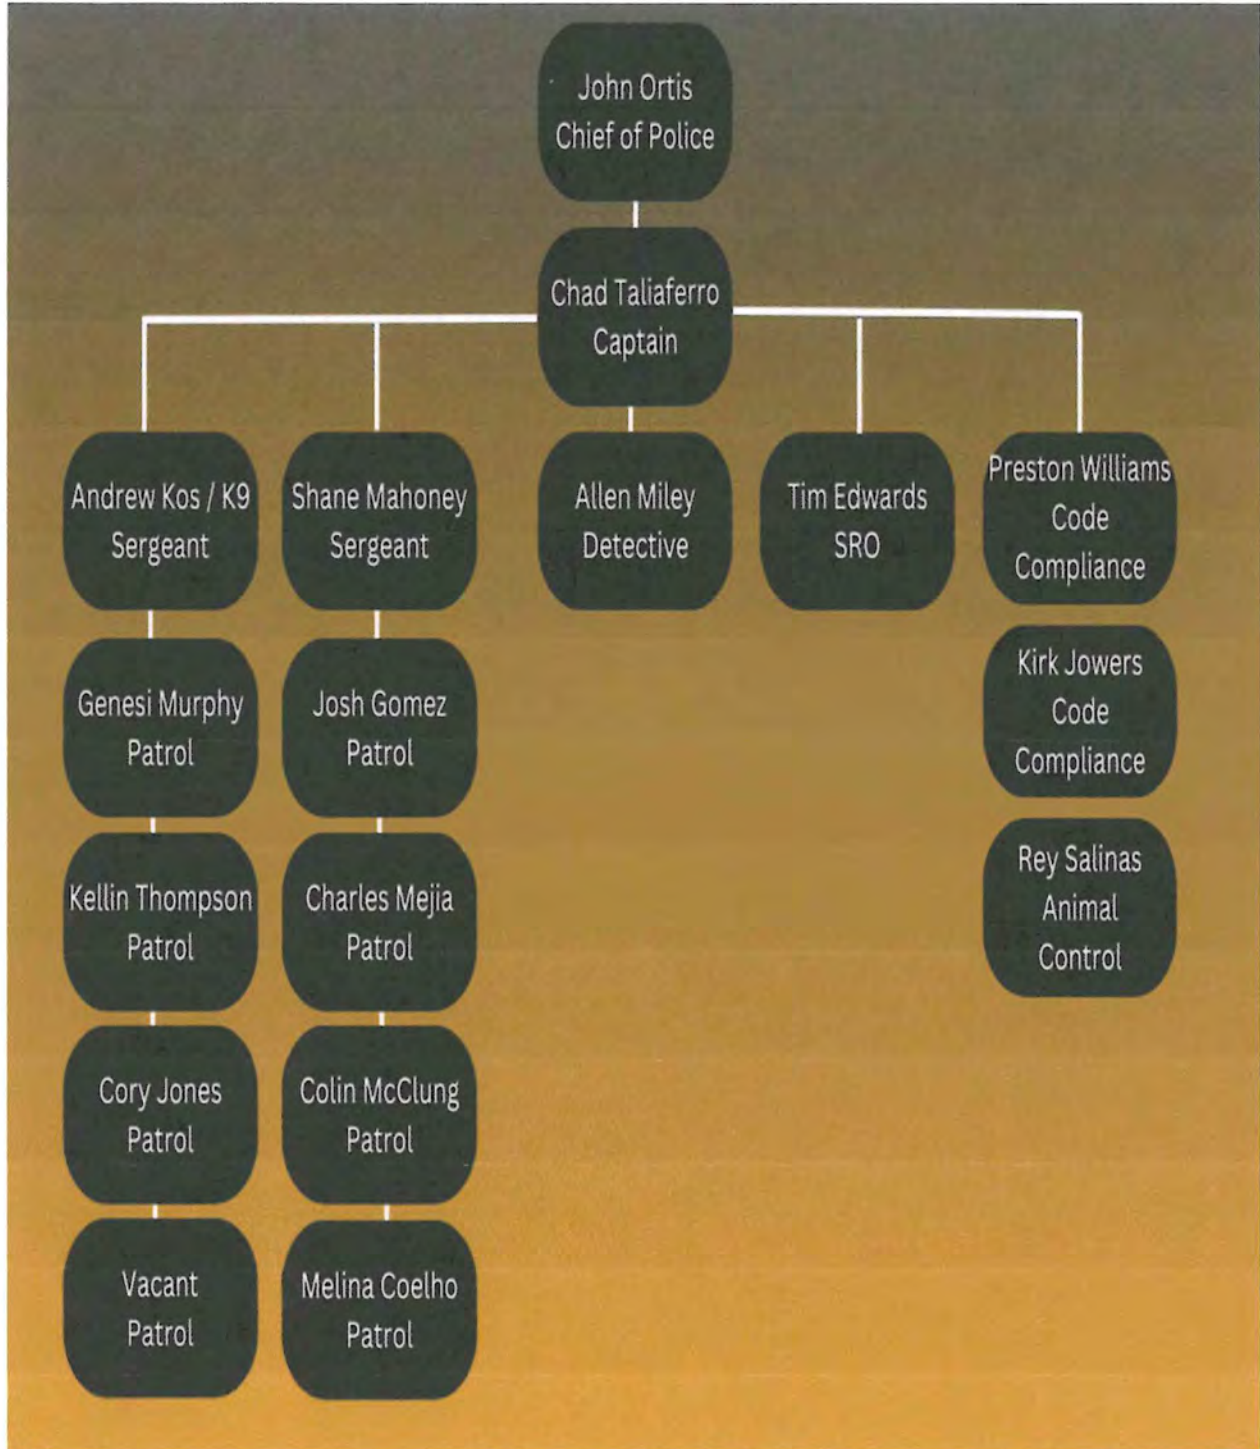 John Ortis
Chief of Police
Chad Taliaferro
Captain
Andrew Kos / K9
Sergeant
Shane Mahoney
Sergeant
Allen Miley
Detective
Tim Edwards
SRO
Preston Williams
Code
Compliance
Genesi Murphy
Patrol
Josh Gomez
Patrol
Kirk Jowers
Code
Compliance
Kellin Thompson
Patrol
Charles Mejia
Patrol
Rey Salinas
Animal
Control
Cory Jones
Patrol
Colin McClung
Patrol
Vacant
Patrol
Melina Coelho
Patrol